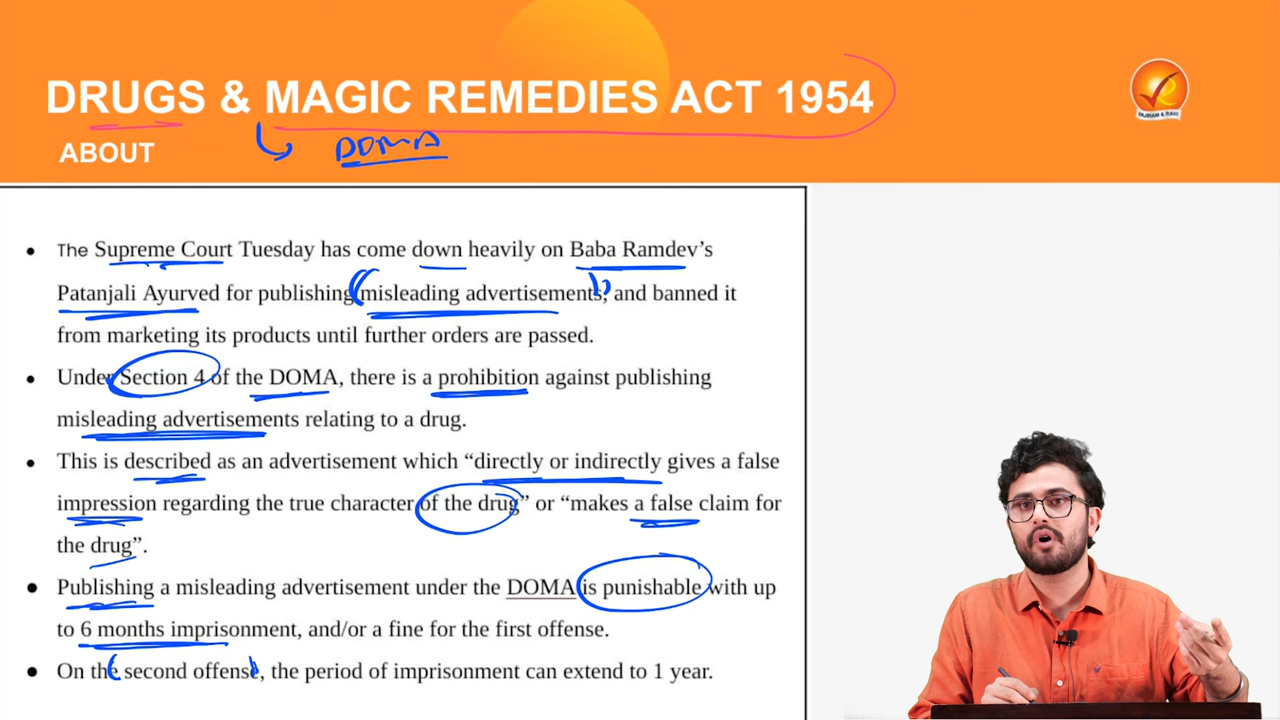 DRUGS & MAGIC REMEDIES ACT 1954
DOMA
ABOUT
BAJIRAM & RAVI
• The Supreme Court Tuesday has come down heavily on Baba Ramdev’s
Patanjali Ayurved for publishing misleading advertisements, and banned it
from marketing its products until further orders are passed.
• Under Section 4 of the DOMA, there is a prohibition against publishing
misleading advertisements relating to a drug.
• This is described as an advertisement which “directly or indirectly gives a false
impression regarding the true character of the drug” or “makes a false claim for
the drug”.
• Publishing a misleading advertisement under the DOMA is punishable with up
to 6 months imprisonment, and/or a fine for the first offense.
• On the second offense, the period of imprisonment can extend to 1 year.